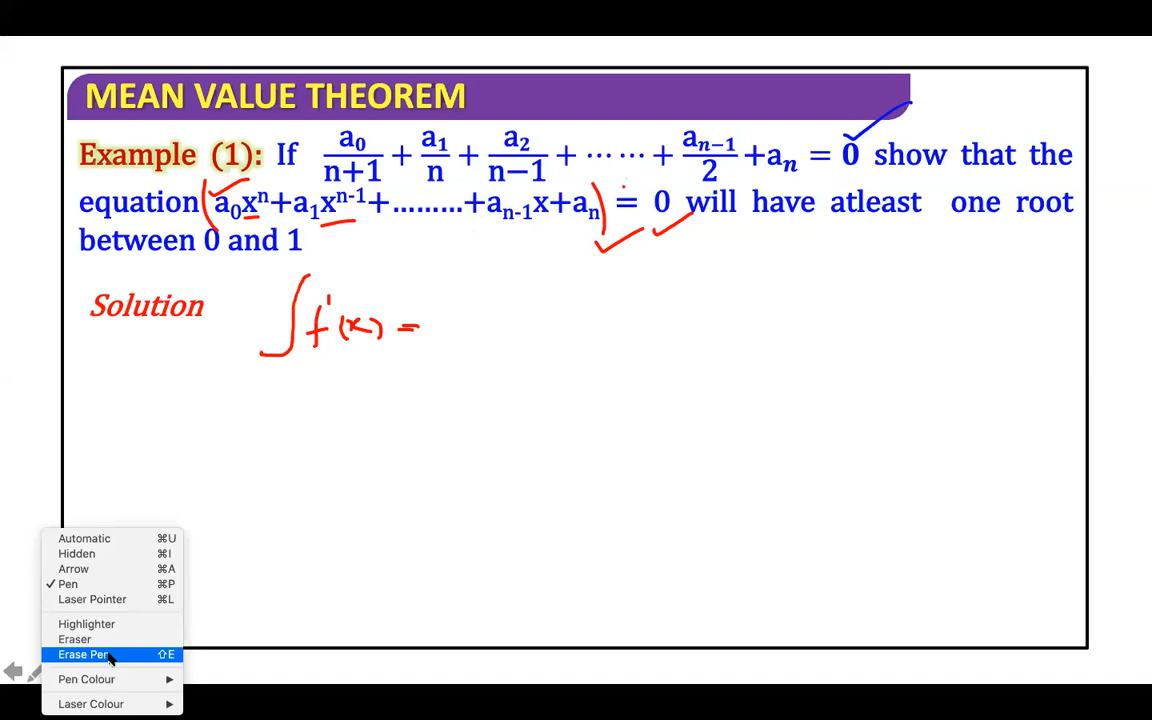 MEAN VALUE THEOREM
Example (1): If a₀/n+1 + a₁/n + a₂/n−1 + ⋯ ⋯ + aₙ₋₁/2 +aₙ = 0 show that the
equation a₀xⁿ+a₁xⁿ⁻¹+.........+aₙ₋₁x+aₙ = 0 will have atleast one root
between 0 and 1
Solution ∫ f'(x) =
Automatic ⌘U
Hidden ⌘I
Arrow ⌘A
✓ Pen ⌘P
Laser Pointer ⌘L
Highlighter
Eraser
Erase Pen ⇧E
Pen Colour ▶
Laser Colour ▶